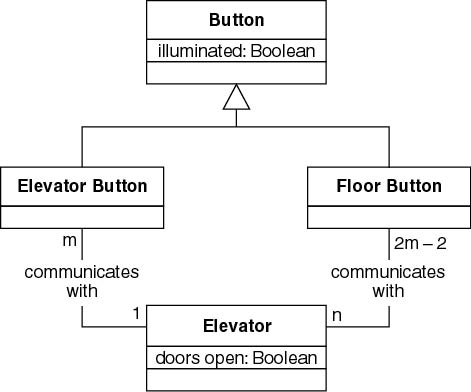 Button
illuminated: Boolean
Elevator Button
Floor Button
m
2m – 2
communicates
with
communicates
with
1
n
Elevator
doors open: Boolean